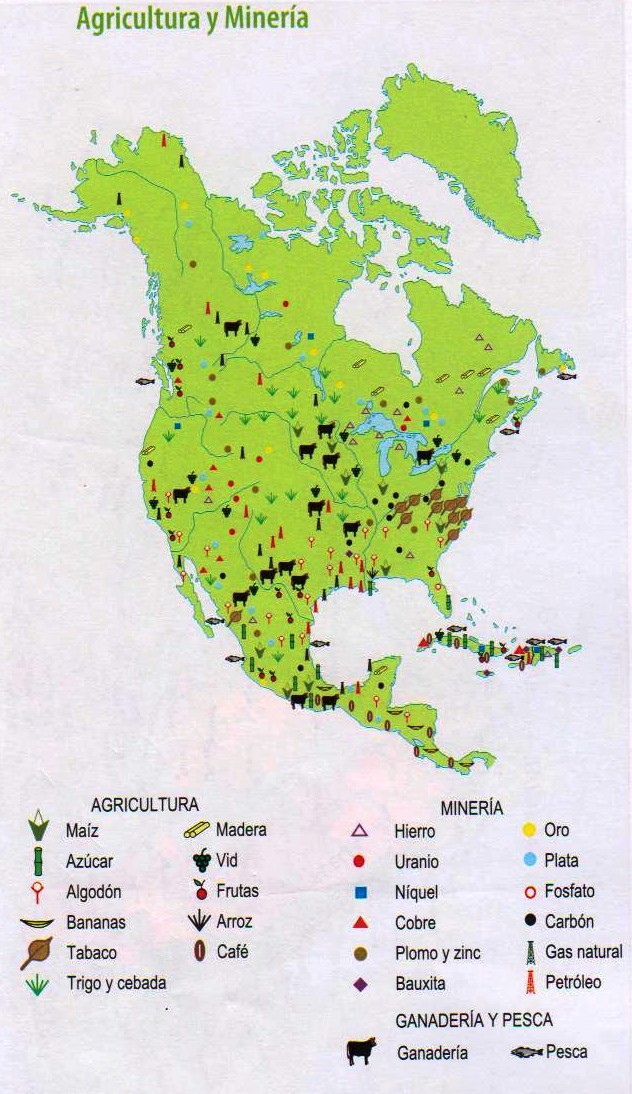 Agricultura y Minería
AGRICULTURA
Maíz
Azúcar
Algodón
Bananas
Tabaco
Trigo y cebada
Madera
Vid
Frutas
Arroz
Café
MINERÍA
Hierro
Uranio
Níquel
Cobre
Plomo y zinc
Bauxita
Oro
Plata
Fosfato
Carbón
Gas natural
Petróleo
GANADERÍA Y PESCA
Ganadería
Pesca